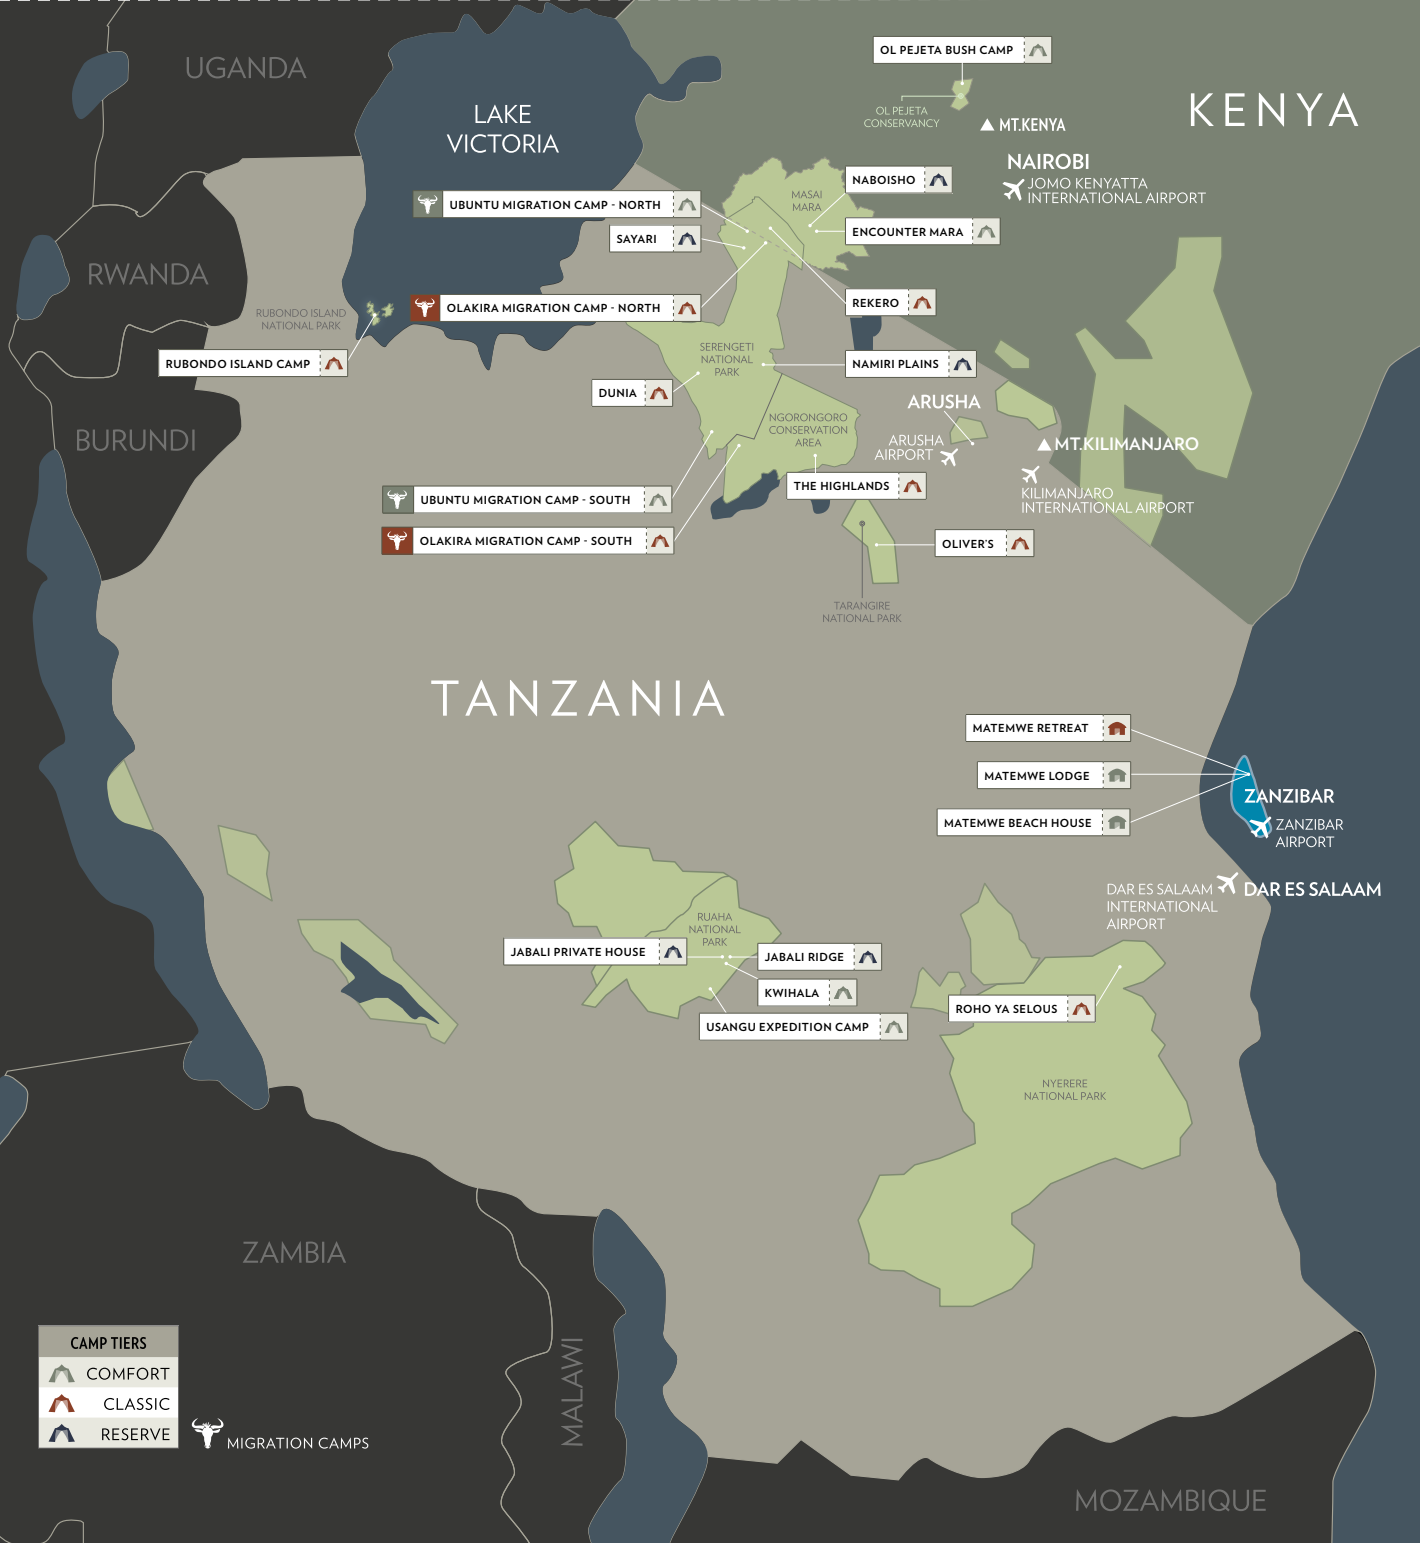 UGANDA
LAKE
VICTORIA
OL PEJETA BUSH CAMP
OL PEJETA
CONSERVANCY
MT.KENYA
KENYA
NAIROBI
JOMO KENYATTA
INTERNATIONAL AIRPORT
NABOISHO
MASAI
MARA
UBUNTU MIGRATION CAMP - NORTH
SAYARI
ENCOUNTER MARA
RWANDA
RUBONDO ISLAND
NATIONAL PARK
OLAKIRA MIGRATION CAMP - NORTH
REKERO
RUBONDO ISLAND CAMP
SERENGETI
NATIONAL
PARK
NAMIRI PLAINS
DUNIA
ARUSHA
NGORONGORO
CONSERVATION
AREA
BURUNDI
ARUSHA
AIRPORT
MT.KILIMANJARO
THE HIGHLANDS
KILIMANJARO
INTERNATIONAL AIRPORT
UBUNTU MIGRATION CAMP - SOUTH
OLAKIRA MIGRATION CAMP - SOUTH
OLIVER'S
TARANGIRE
NATIONAL PARK
TANZANIA
MATEMWE RETREAT
MATEMWE LODGE
MATEMWE BEACH HOUSE
ZANZIBAR
ZANZIBAR
AIRPORT
DAR ES SALAAM
INTERNATIONAL
AIRPORT
DAR ES SALAAM
RUAHA
NATIONAL
PARK
JABALI PRIVATE HOUSE
JABALI RIDGE
KWIHALA
USANGU EXPEDITION CAMP
ROHO YA SELOUS
NYERERE
NATIONAL PARK
ZAMBIA
MALAWI
CAMP TIERS
COMFORT
CLASSIC
RESERVE
MIGRATION CAMPS
MOZAMBIQUE